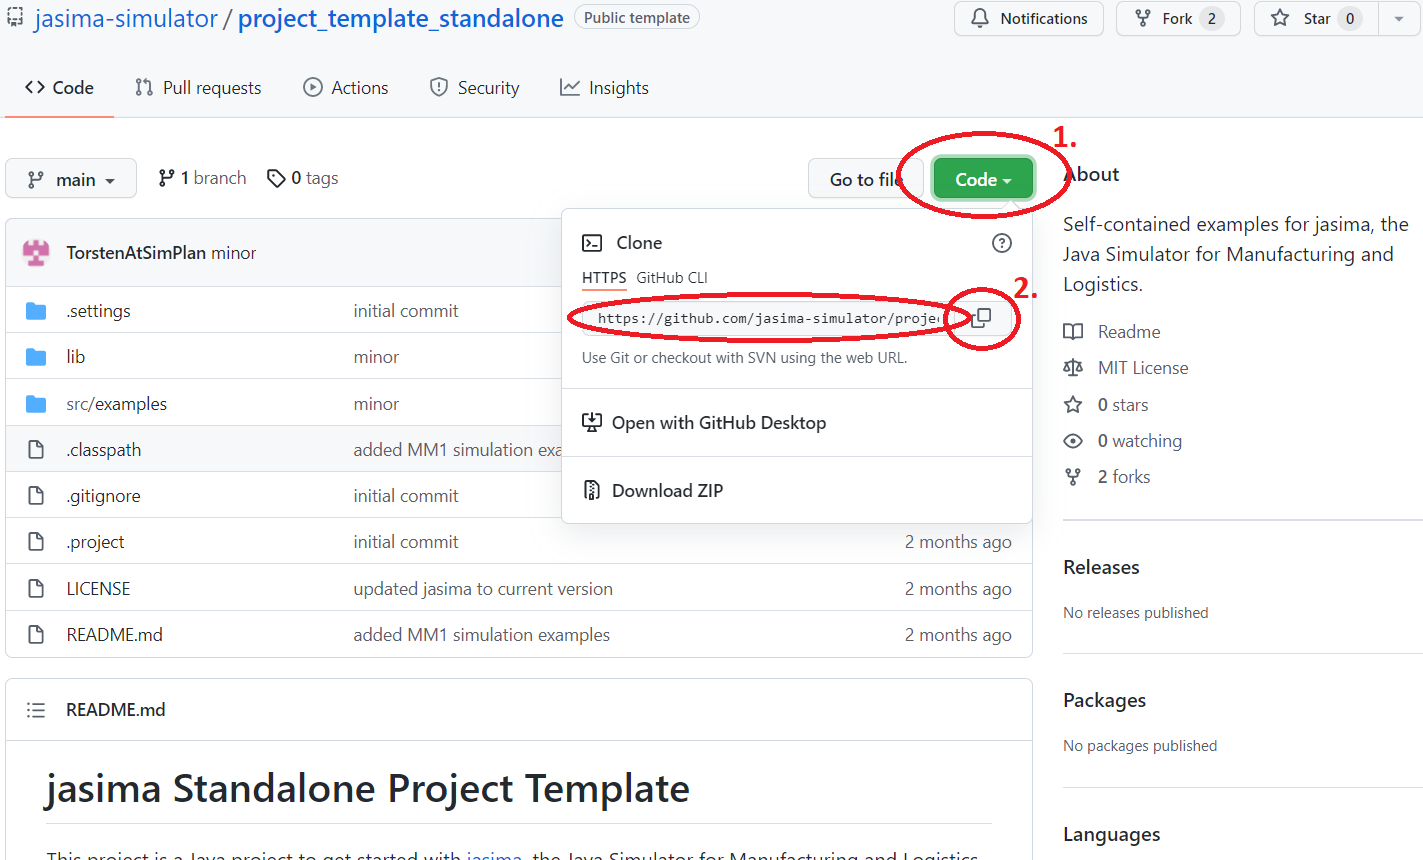 jasima-simulator / project_template_standalone Public template
Notifications Fork 2 Star 0
Code Pull requests Actions Security Insights
1.
main 1 branch 0 tags Go to file Code
About
Self-contained examples for jasima, the
Java Simulator for Manufacturing and
Logistics.
Readme
MIT License
0 stars
0 watching
2 forks
Releases
No releases published
Packages
No packages published
Languages
Clone
HTTPS GitHub CLI
2.
https://github.com/jasima-simulator/projec
Use Git or checkout with SVN using the web URL.
Open with GitHub Desktop
Download ZIP
TorstenAtSimPlan minor
.settings initial commit
lib minor
src/examples minor
.classpath added MM1 simulation exa
.gitignore initial commit
.project initial commit 2 months ago
LICENSE updated jasima to current version 2 months ago
README.md added MM1 simulation examples 2 months ago
README.md
jasima Standalone Project Template
This project is a Java project to get started with jasima, the Java Simulator for Manufacturing and Logistics.